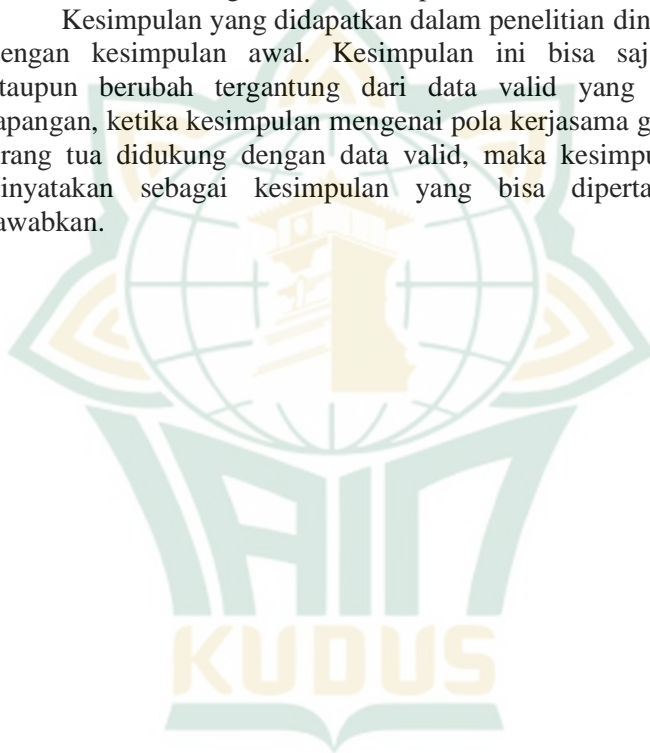 Kesimpulan yang didapatkan dalam penelitian din
engan kesimpulan awal. Kesimpulan ini bisa saj
taupun berubah tergantung dari data valid yang
apangan, ketika kesimpulan mengenai pola kerjasama g
rang tua didukung dengan data valid, maka kesimpu
inyatakan sebagai kesimpulan yang bisa diperta
awabkan.
IAIN
KUDUS